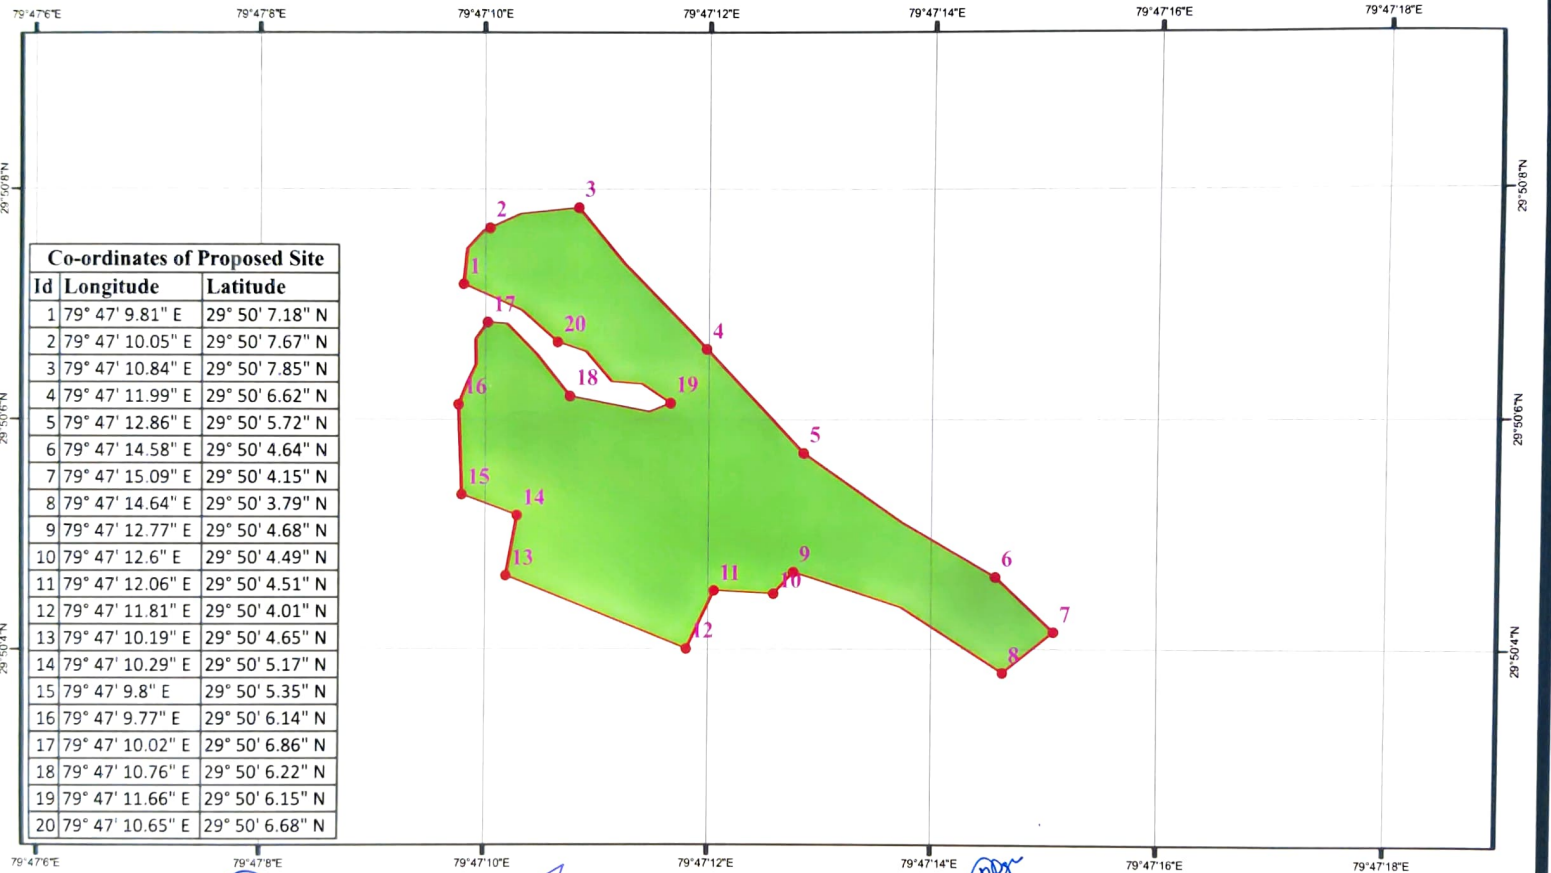 79°47'6"E 79°47'8"E 79°47'10"E 79°47'12"E 79°47'14"E 79°47'16"E 79°47'18"E
29°50'8"N
29°50'6"N
29°50'4"N
Co-ordinates of Proposed Site
Id Longitude Latitude
1 79° 47' 9.81" E 29° 50' 7.18" N
2 79° 47' 10.05" E 29° 50' 7.67" N
3 79° 47' 10.84" E 29° 50' 7.85" N
4 79° 47' 11.99" E 29° 50' 6.62" N
5 79° 47' 12.86" E 29° 50' 5.72" N
6 79° 47' 14.58" E 29° 50' 4.64" N
7 79° 47' 15.09" E 29° 50' 4.15" N
8 79° 47' 14.64" E 29° 50' 3.79" N
9 79° 47' 12.77" E 29° 50' 4.68" N
10 79° 47' 12.6" E 29° 50' 4.49" N
11 79° 47' 12.06" E 29° 50' 4.51" N
12 79° 47' 11.81" E 29° 50' 4.01" N
13 79° 47' 10.19" E 29° 50' 4.65" N
14 79° 47' 10.29" E 29° 50' 5.17" N
15 79° 47' 9.8" E 29° 50' 5.35" N
16 79° 47' 9.77" E 29° 50' 6.14" N
17 79° 47' 10.02" E 29° 50' 6.86" N
18 79° 47' 10.76" E 29° 50' 6.22" N
19 79° 47' 11.66" E 29° 50' 6.15" N
20 79° 47' 10.65" E 29° 50' 6.68" N
3
2
1
17
20
4
18
19
16
5
15
14
13
9
6
11
10
7
12
8
29°50'8"N
29°50'6"N
29°50'4"N
79°47'6"E 79°47'8"E 79°47'10"E 79°47'12"E 79°47'14"E 79°47'16"E 79°47'18"E